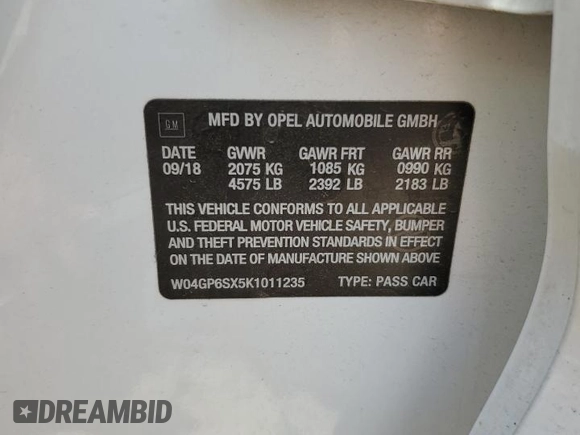 GM MFD BY OPEL AUTOMOBILE GMBH
DATE GVWR GAWR FRT GAWR RR
09/18 2075 KG 1085 KG 0990 KG
4575 LB 2392 LB 2183 LB
THIS VEHICLE CONFORMS TO ALL APPLICABLE
U.S. FEDERAL MOTOR VEHICLE SAFETY, BUMPER
AND THEFT PREVENTION STANDARDS IN EFFECT
ON THE DATE OF MANUFACTURE SHOWN ABOVE
W04GP6SX5K1011235 TYPE: PASS CAR
DREAMBID